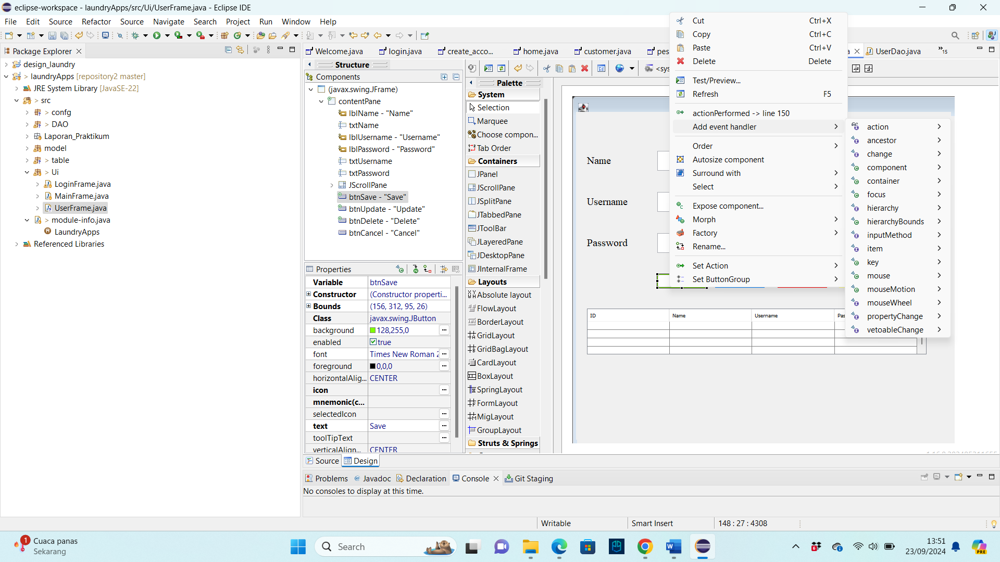 eclipse-workspace - laundryApps/src/Ui/UserFrame.java - Eclipse IDE
File Edit Source Refactor Source Navigate Search Project Run Window Help
Package Explorer
design_laundry
> laundryApps [repository2 master]
JRE System Library [JavaSE-22]
> src
> confg
> DAO
Laporan_Praktikum
model
> table
> Ui
LoginFrame.java
MainFrame.java
UserFrame.java
> module-info.java
LaundryApps
Referenced Libraries
Welcome.java login.java create_acco... home.java customer.java pes UserDao.java »15
Structure
Components
(javax.swing.JFrame)
contentPane
lblName - "Name"
txtName
lblUsername - "Username"
lblPassword - "Password"
txtUsername
txtPassword
JScrollPane
btnSave - "Save"
btnUpdate - "Update"
btnDelete - "Delete"
btnCancel - "Cancel"
Properties
Variable btnSave
Constructor (Constructor properti...
Bounds (156, 312, 95, 26)
Class javax.swing.JButton
background 128,255,0
enabled true
font Times New Roman 2
foreground 0,0,0
horizontalAlig... CENTER
icon
mnemonic(c...
selectedIcon
text Save
toolTipText
verticalAlign... CENTER
<sys
Palette
System
Selection
Marquee
Choose compon...
Tab Order
Containers
JPanel
JScrollPane
JSplitPane
JTabbedPane
JToolBar
JLayeredPane
JDesktopPane
JInternalFrame
Layouts
Absolute layout
FlowLayout
BorderLayout
GridLayout
GridBagLayout
CardLayout
BoxLayout
SpringLayout
FormLayout
MigLayout
GroupLayout
Struts & Springs
Name
Username
Password
ID Name Username Pas
Cut Ctrl+X
Copy Ctrl+C
Paste Ctrl+V
Delete Delete
Test/Preview...
Refresh F5
actionPerformed -> line 150
Add event handler
Order
Autosize component
Surround with
Select
Expose component...
Morph
Factory
Rename...
Set Action
Set ButtonGroup
action
ancestor
change
component
container
focus
hierarchy
hierarchyBounds
inputMethod
item
key
mouse
mouseMotion
mouseWheel
propertyChange
vetoableChange
Source Design
Problems Javadoc Declaration Console Git Staging
No consoles to display at this time.
Writable Smart Insert 148 : 27 : 4308
1
Cuaca panas
Sekarang
Search
6
PRE
13:51
23/09/2024